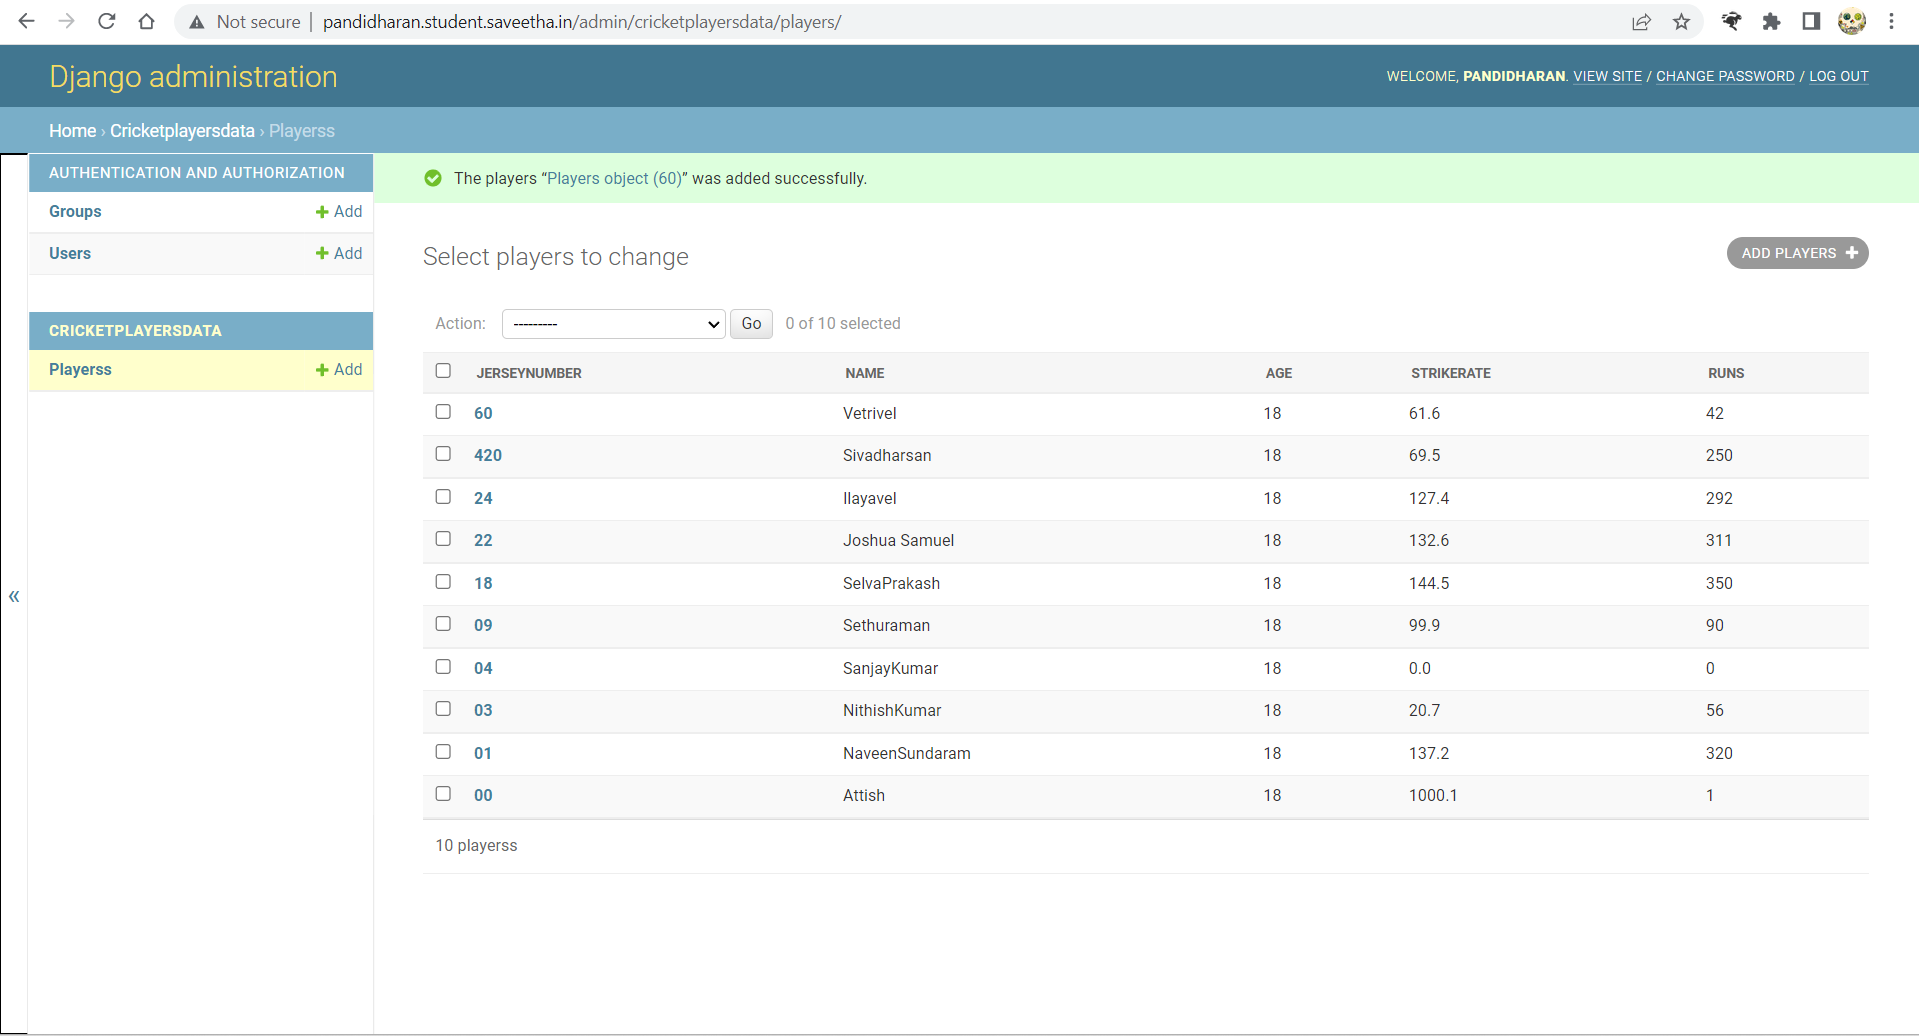 Not secure | pandidharan.student.saveetha.in/admin/cricketplayersdata/players/
Django administration
WELCOME, PANDIDHARAN. VIEW SITE / CHANGE PASSWORD / LOG OUT
Home › Cricketplayersdata › Playerss
AUTHENTICATION AND AUTHORIZATION
Groups + Add
Users + Add
CRICKETPLAYERSDATA
Playerss + Add
«
The players “Players object (60)” was added successfully.
Select players to change
ADD PLAYERS +
Action: --------- Go 0 of 10 selected
JERSEYNUMBER NAME AGE STRIKERATE RUNS
60 Vetrivel 18 61.6 42
420 Sivadharsan 18 69.5 250
24 Ilayavel 18 127.4 292
22 Joshua Samuel 18 132.6 311
18 SelvaPrakash 18 144.5 350
09 Sethuraman 18 99.9 90
04 SanjayKumar 18 0.0 0
03 NithishKumar 18 20.7 56
01 NaveenSundaram 18 137.2 320
00 Attish 18 1000.1 1
10 playerss